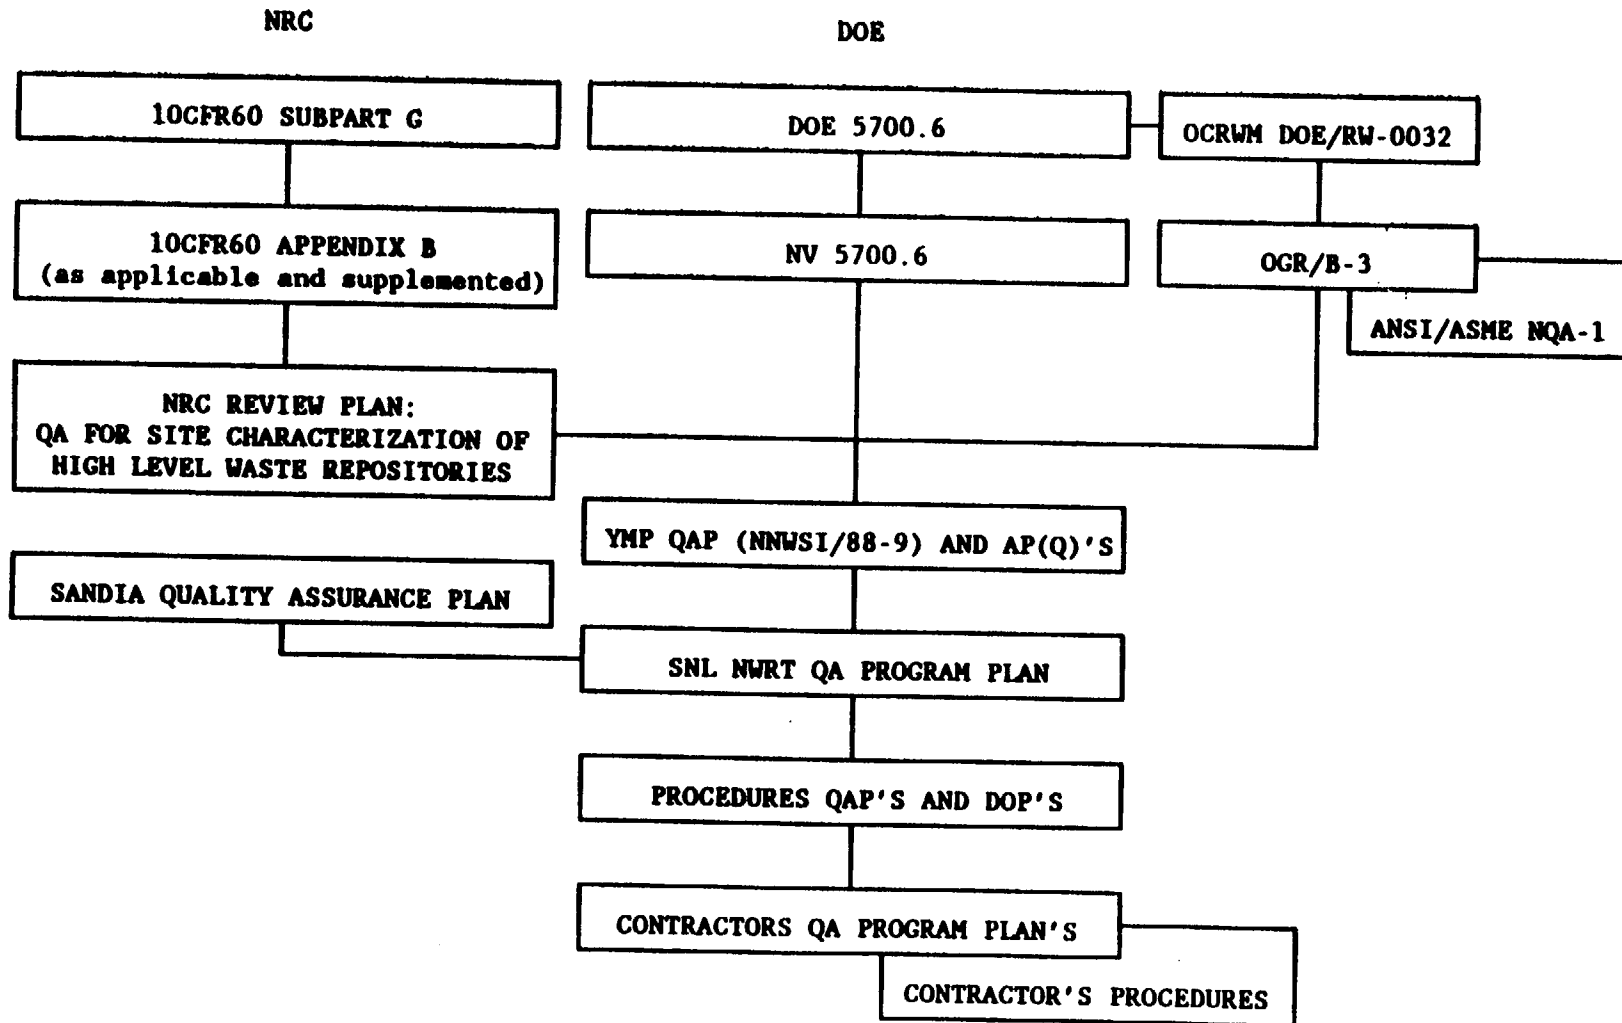 NRC
DOE
10CFR60 SUBPART G
DOE 5700.6
OCRWM DOE/RW-0032
10CFR60 APPENDIX B
(as applicable and supplemented)
NV 5700.6
OGR/B-3
ANSI/ASME NQA-1
NRC REVIEW PLAN:
QA FOR SITE CHARACTERIZATION OF
HIGH LEVEL WASTE REPOSITORIES
YMP QAP (NNWSI/88-9) AND AP(Q)'S
SANDIA QUALITY ASSURANCE PLAN
SNL NWRT QA PROGRAM PLAN
PROCEDURES QAP'S AND DOP'S
CONTRACTORS QA PROGRAM PLAN'S
CONTRACTOR'S PROCEDURES